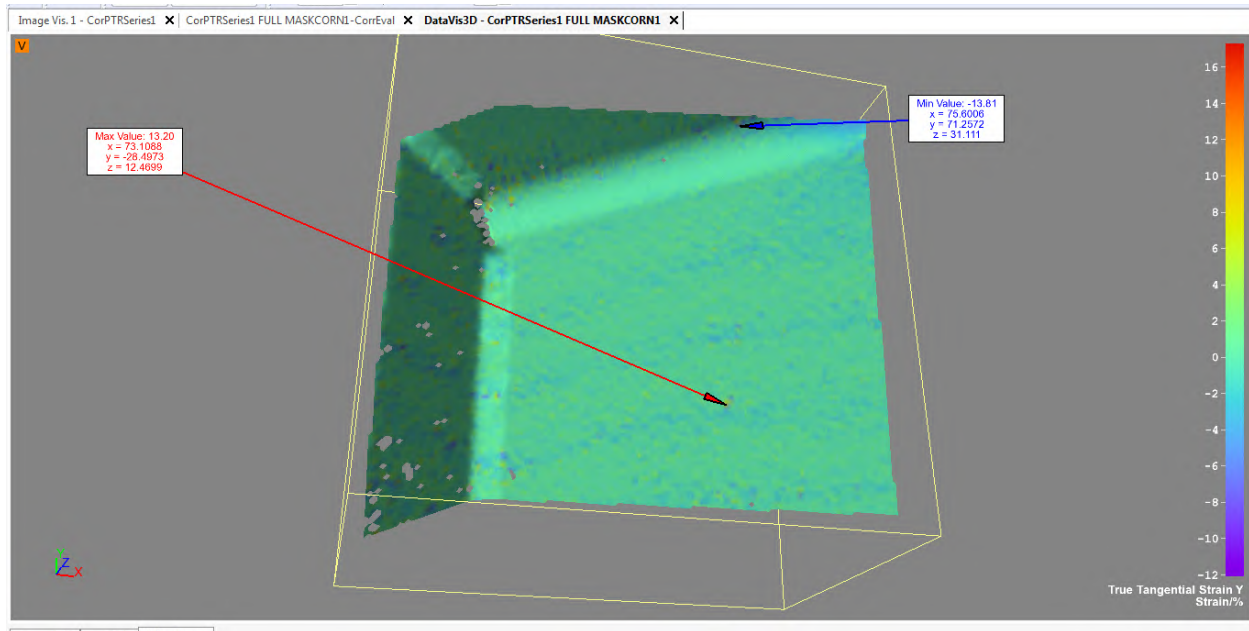 Image Vis. 1 - CorPTRSeries1 X CorPTRSeries1 FULL MASKCORN1-CorrEval X DataVis3D - CorPTRSeries1 FULL MASKCORN1 X
V
Max Value: 13.20
x = 73.1088
y = -28.4973
z = 12.4699
Min Value: -13.81
x = 75.6006
y = 71.2572
z = 31.111
16
14
12
10
8
6
4
2
0
-2
-4
-6
-8
-10
-12
Z
X
True Tangential Strain Y
Strain/%